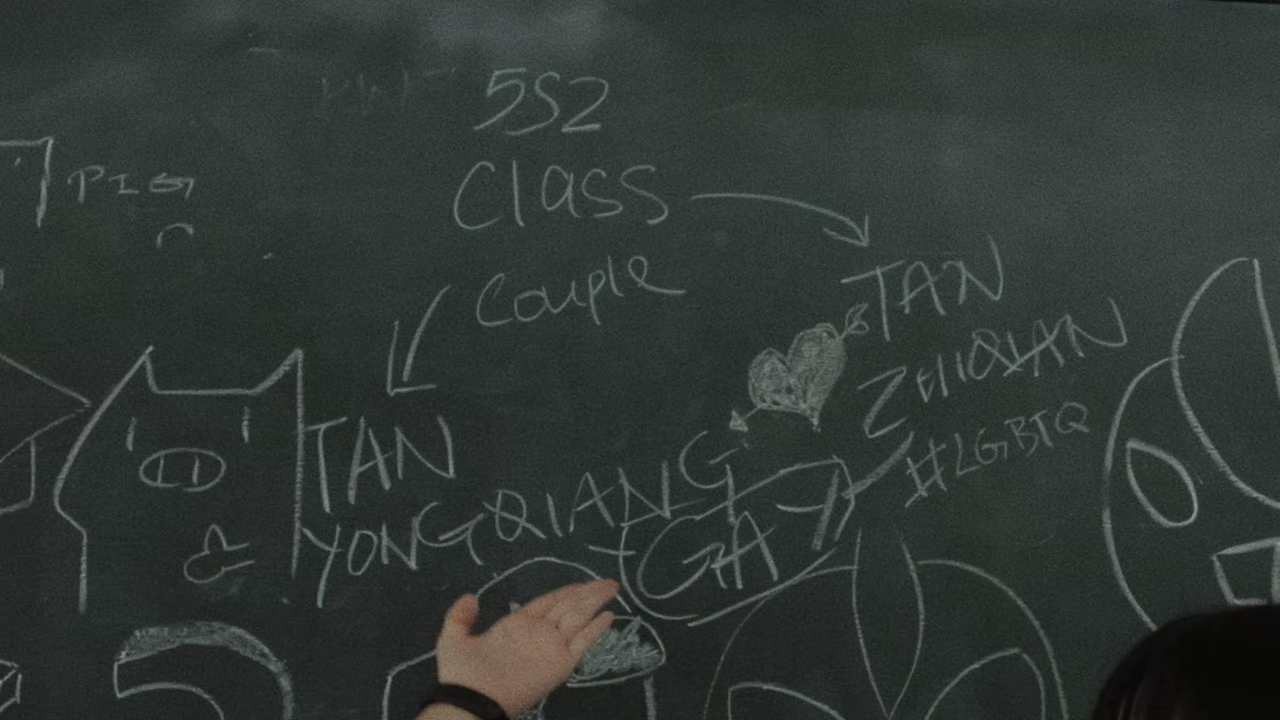 5S2
PIG
Class
Couple
TAN
ZHIQIAN
#LGBTQ
TAN
YONGQIANG
GAY